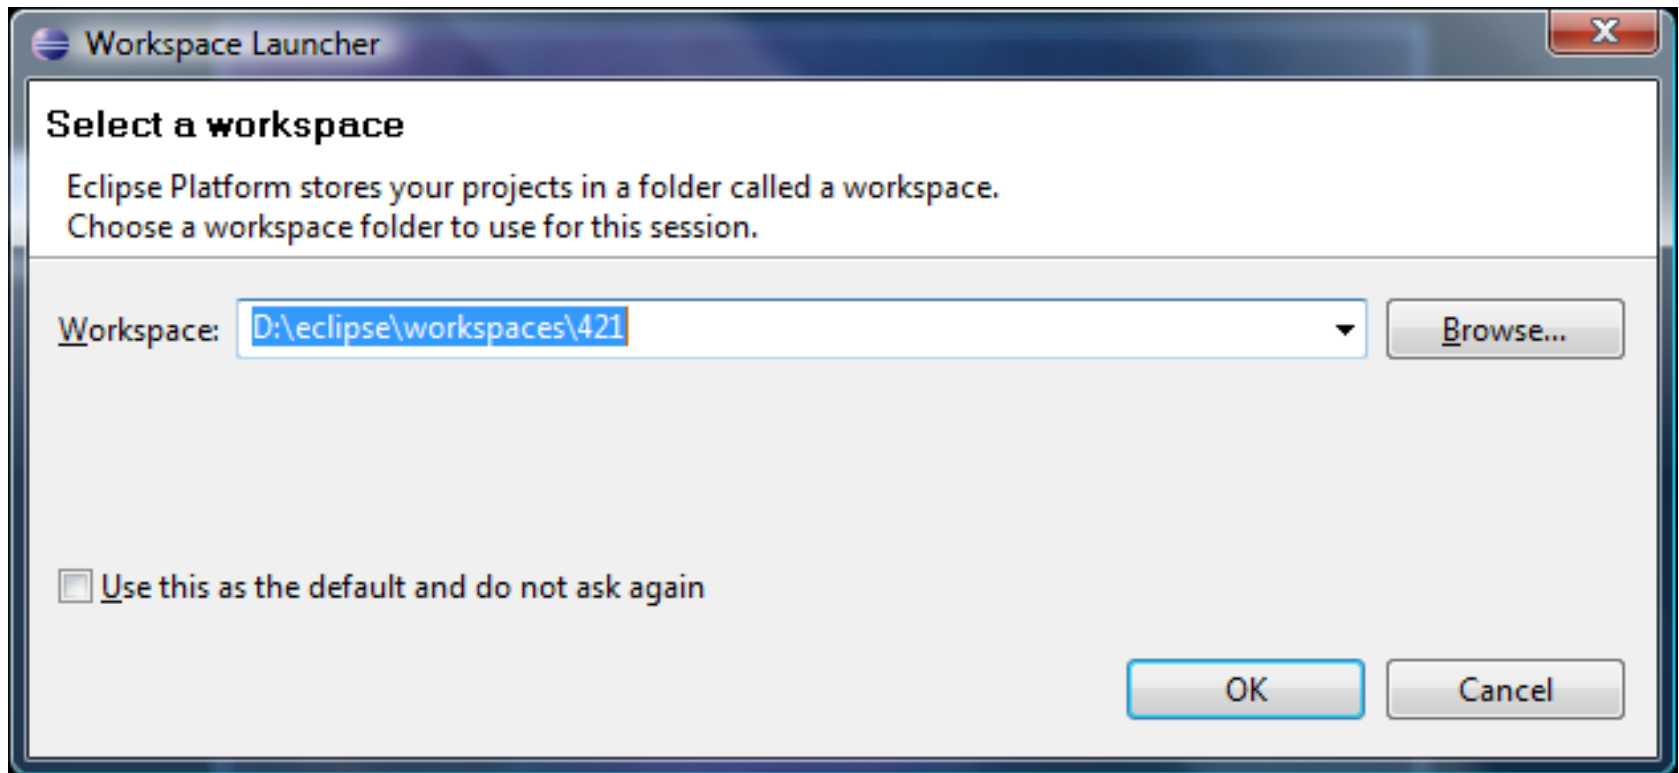 Workspace Launcher
Select a workspace
Eclipse Platform stores your projects in a folder called a workspace.
Choose a workspace folder to use for this session.
Workspace: D:\eclipse\workspaces\421 Browse...
Use this as the default and do not ask again
OK Cancel